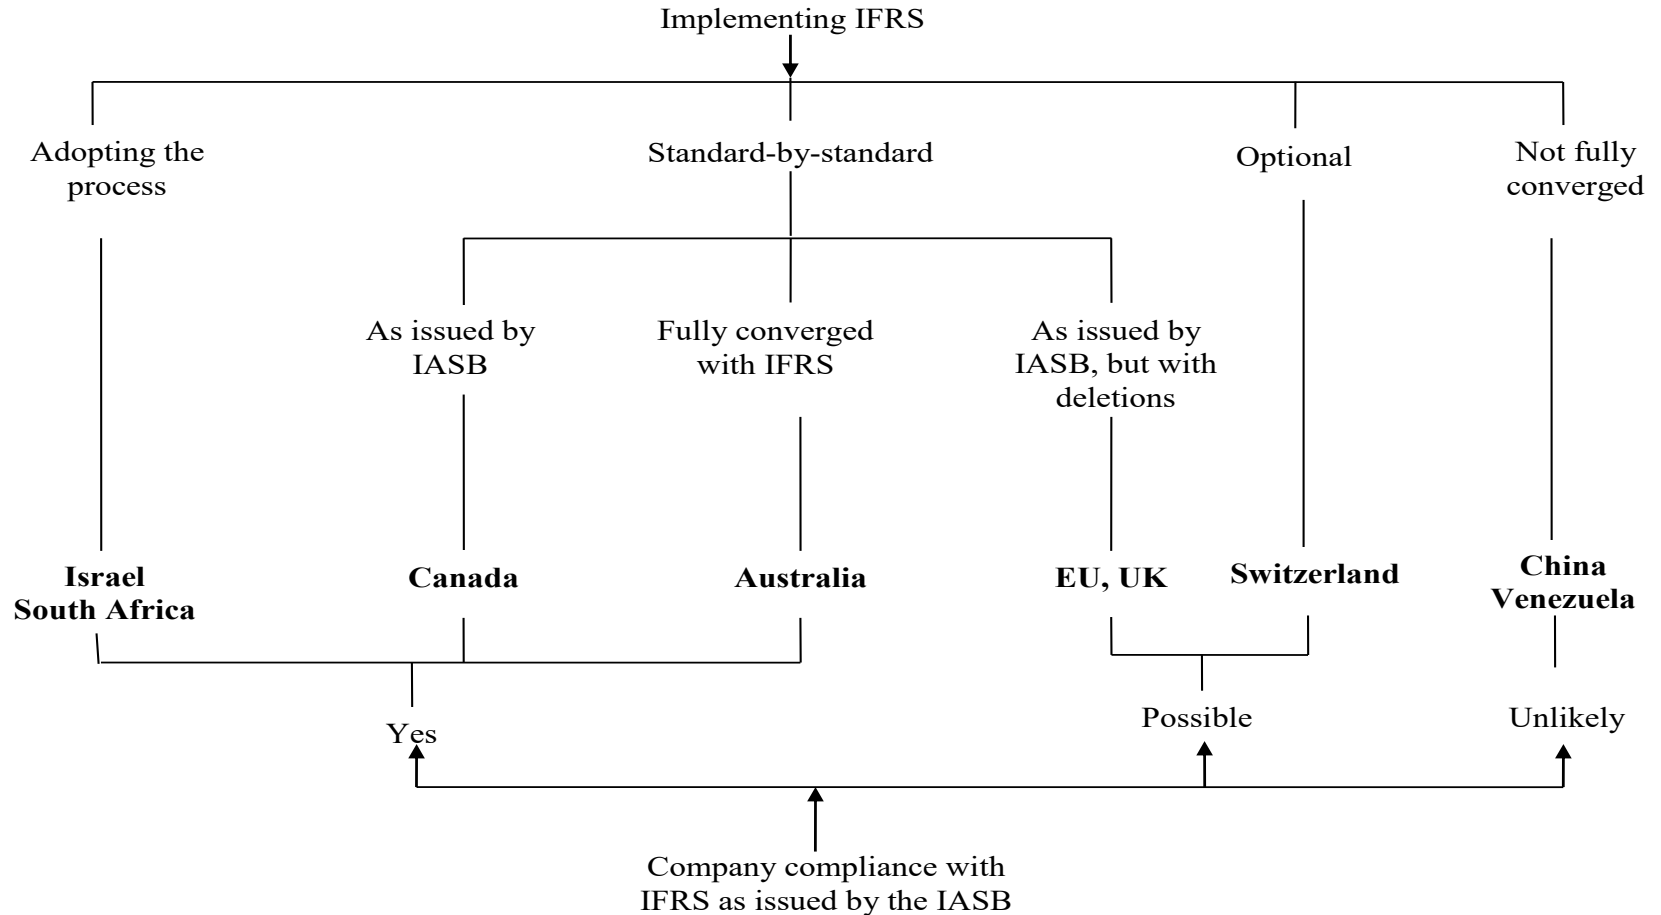 Implementing IFRS
Adopting the
process
Standard-by-standard
Optional
Not fully
converged
As issued by
IASB
Fully converged
with IFRS
As issued by
IASB, but with
deletions
Israel
South Africa
Canada
Australia
EU, UK
Switzerland
China
Venezuela
Yes
Possible
Unlikely
Company compliance with
IFRS as issued by the IASB